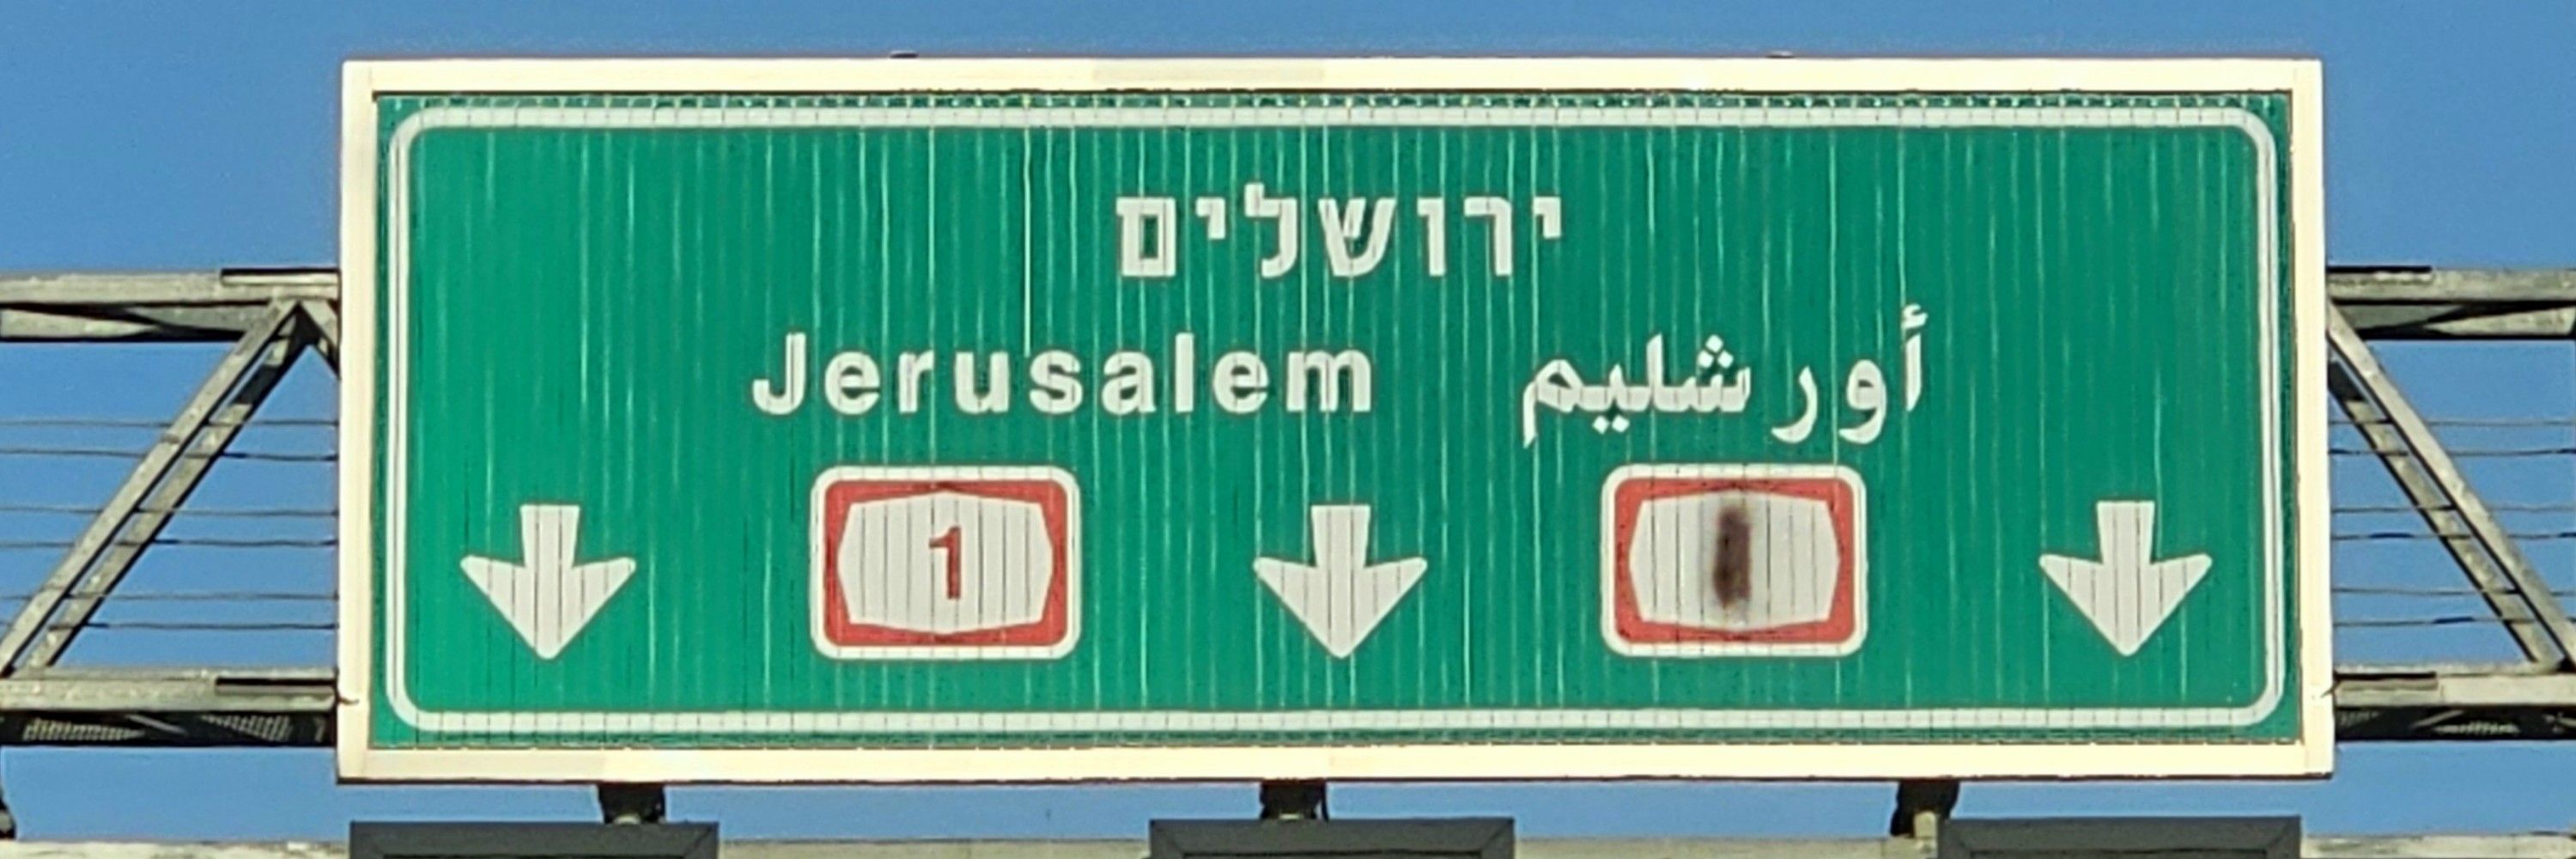 ירושלים
Jerusalem أورشليم
1